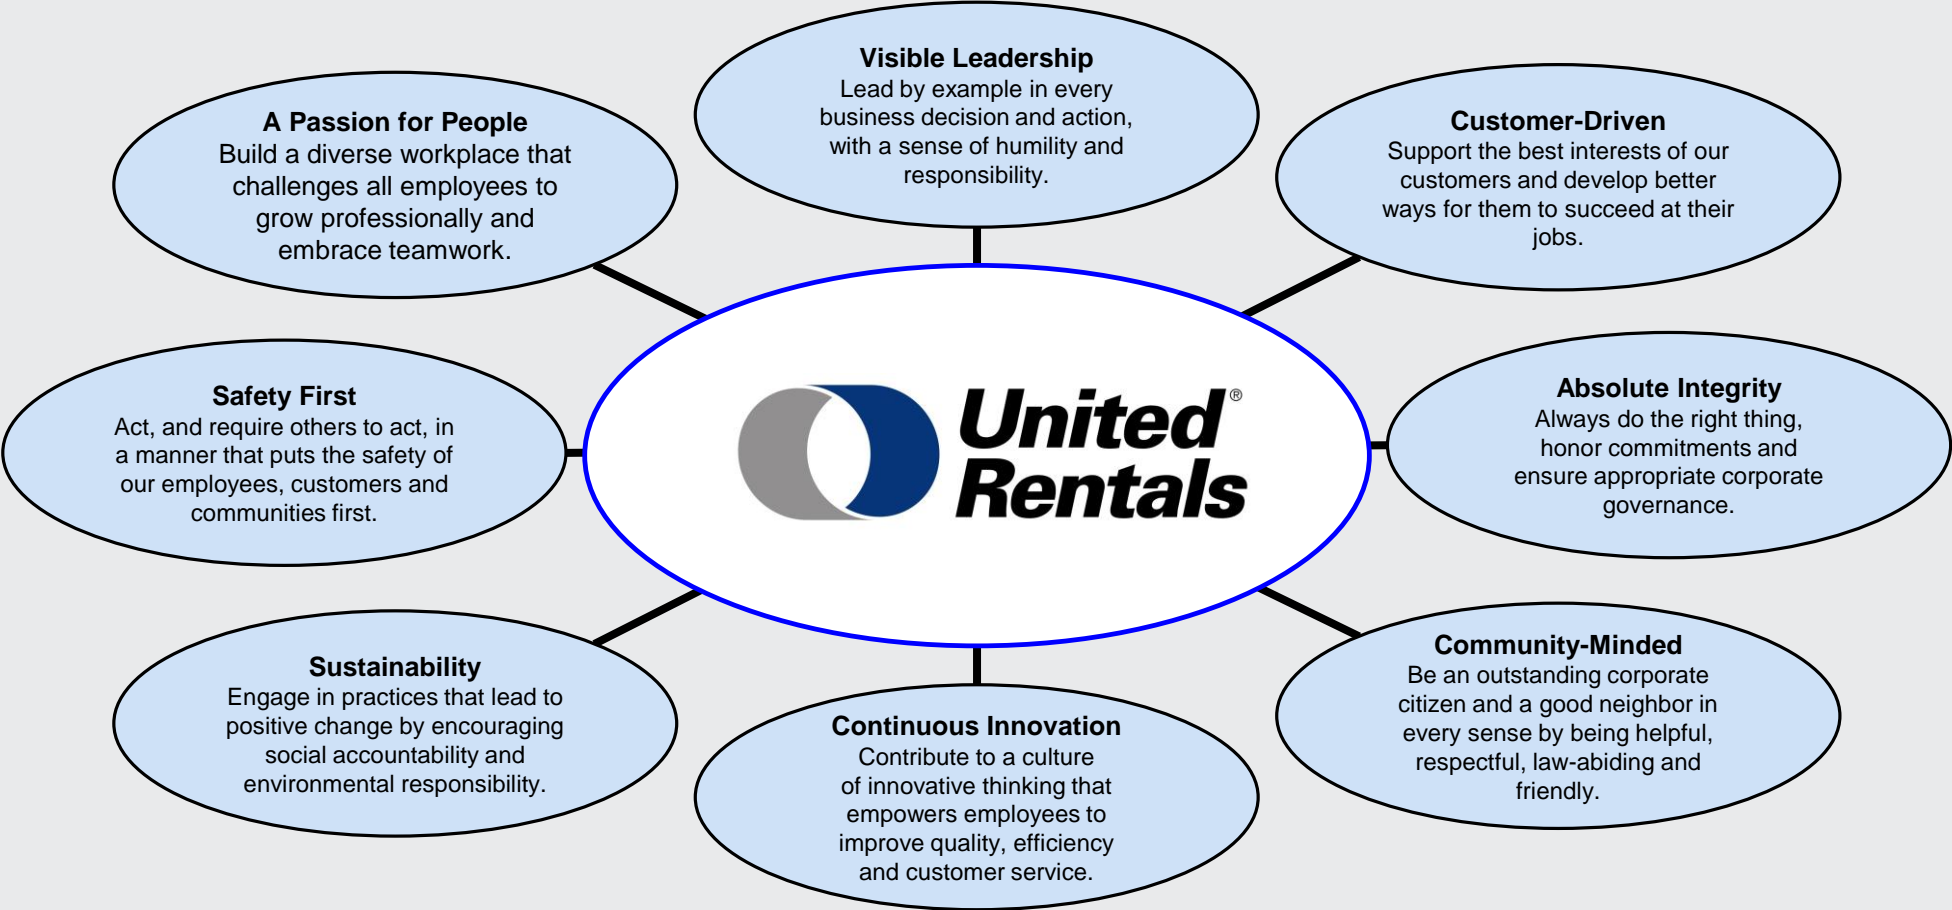 Visible Leadership
Lead by example in every
business decision and action,
with a sense of humility and
responsibility.
A Passion for People
Build a diverse workplace that
challenges all employees to
grow professionally and
embrace teamwork.
Customer-Driven
Support the best interests of our
customers and develop better
ways for them to succeed at their
jobs.
Safety First
Act, and require others to act, in
a manner that puts the safety of
our employees, customers and
communities first.
United®
Rentals
Absolute Integrity
Always do the right thing,
honor commitments and
ensure appropriate corporate
governance.
Sustainability
Engage in practices that lead to
positive change by encouraging
social accountability and
environmental responsibility.
Continuous Innovation
Contribute to a culture
of innovative thinking that
empowers employees to
improve quality, efficiency
and customer service.
Community-Minded
Be an outstanding corporate
citizen and a good neighbor in
every sense by being helpful,
respectful, law-abiding and
friendly.